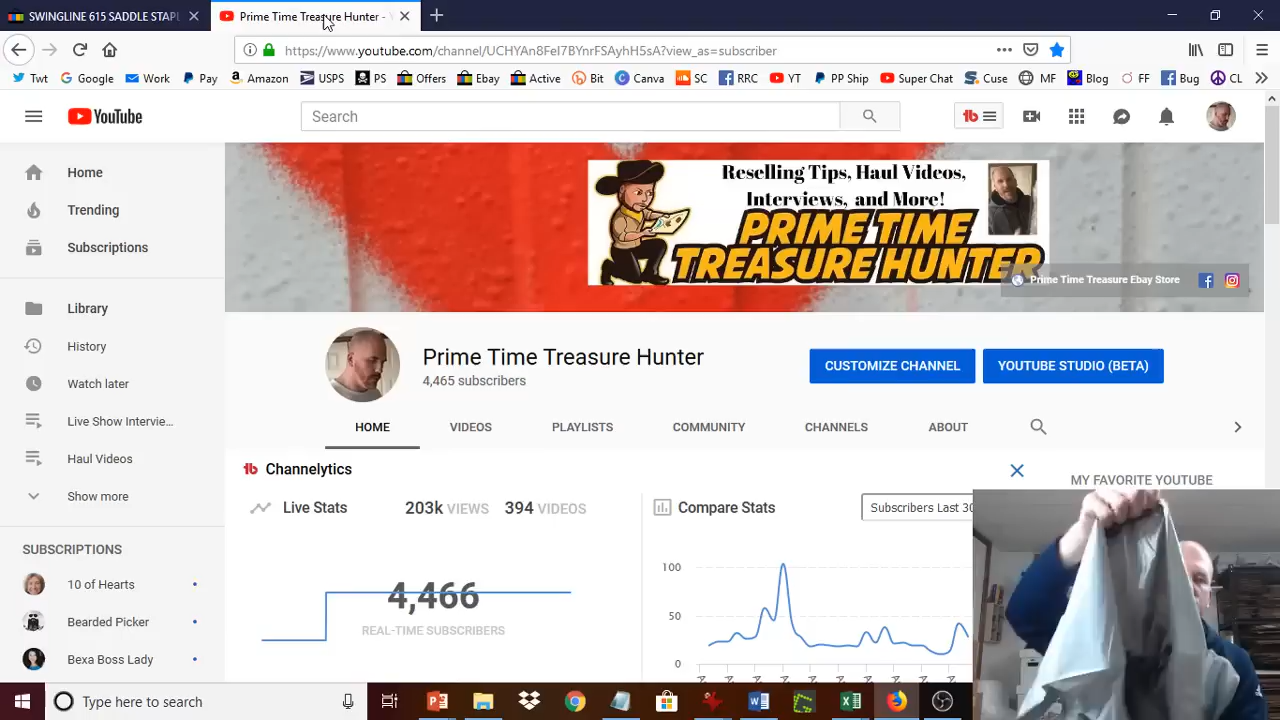 SWINGLINE 615 SADDLE STAPL
Prime Time Treasure Hunter -
https://www.youtube.com/channel/UCHYAn8FeI7BYnrFSAyhH5sA?view_as=subscriber
Twt
Google
Work
Pay
Amazon
USPS
PS
Offers
Ebay
Active
Bit
Canva
SC
RRC
YT
PP Ship
Super Chat
Cuse
MF
Blog
FF
Bug
CL
YouTube
Search
tb
Home
Trending
Subscriptions
Library
History
Watch later
Live Show Intervie...
Haul Videos
Show more
SUBSCRIPTIONS
10 of Hearts
Bearded Picker
Bexa Boss Lady
Reselling Tips, Haul Videos,
Interviews, and More!
PRIME TIME
TREASURE HUNTER
Prime Time Treasure Ebay Store
Prime Time Treasure Hunter
4,465 subscribers
CUSTOMIZE CHANNEL
YOUTUBE STUDIO (BETA)
HOME
VIDEOS
PLAYLISTS
COMMUNITY
CHANNELS
ABOUT
tb Channelytics
MY FAVORITE YOUTUBE
Live Stats
203k VIEWS
394 VIDEOS
4,466
REAL-TIME SUBSCRIBERS
Compare Stats
Subscribers Last 30
100
50
0
Type here to search